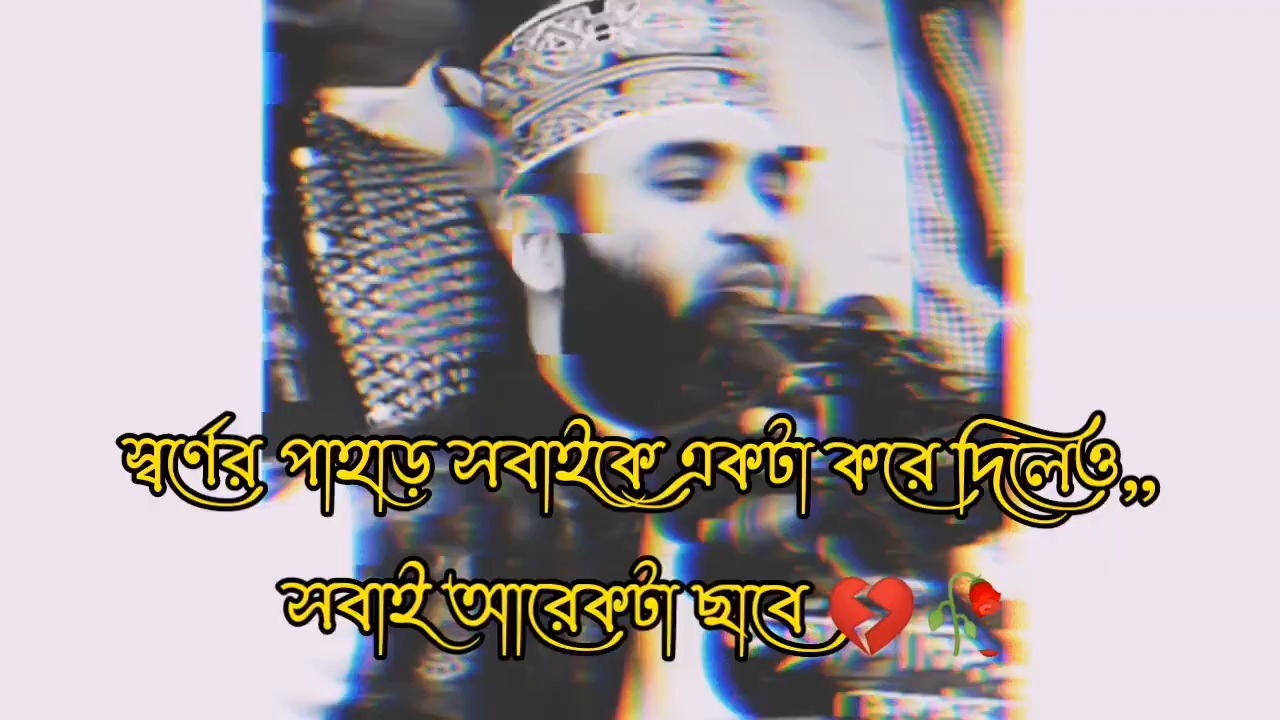 স্বর্ণের পাহাড় সবাইকে একটা করে দিলেও,,
সবাই আরেকটা ছাবে 💔🥀